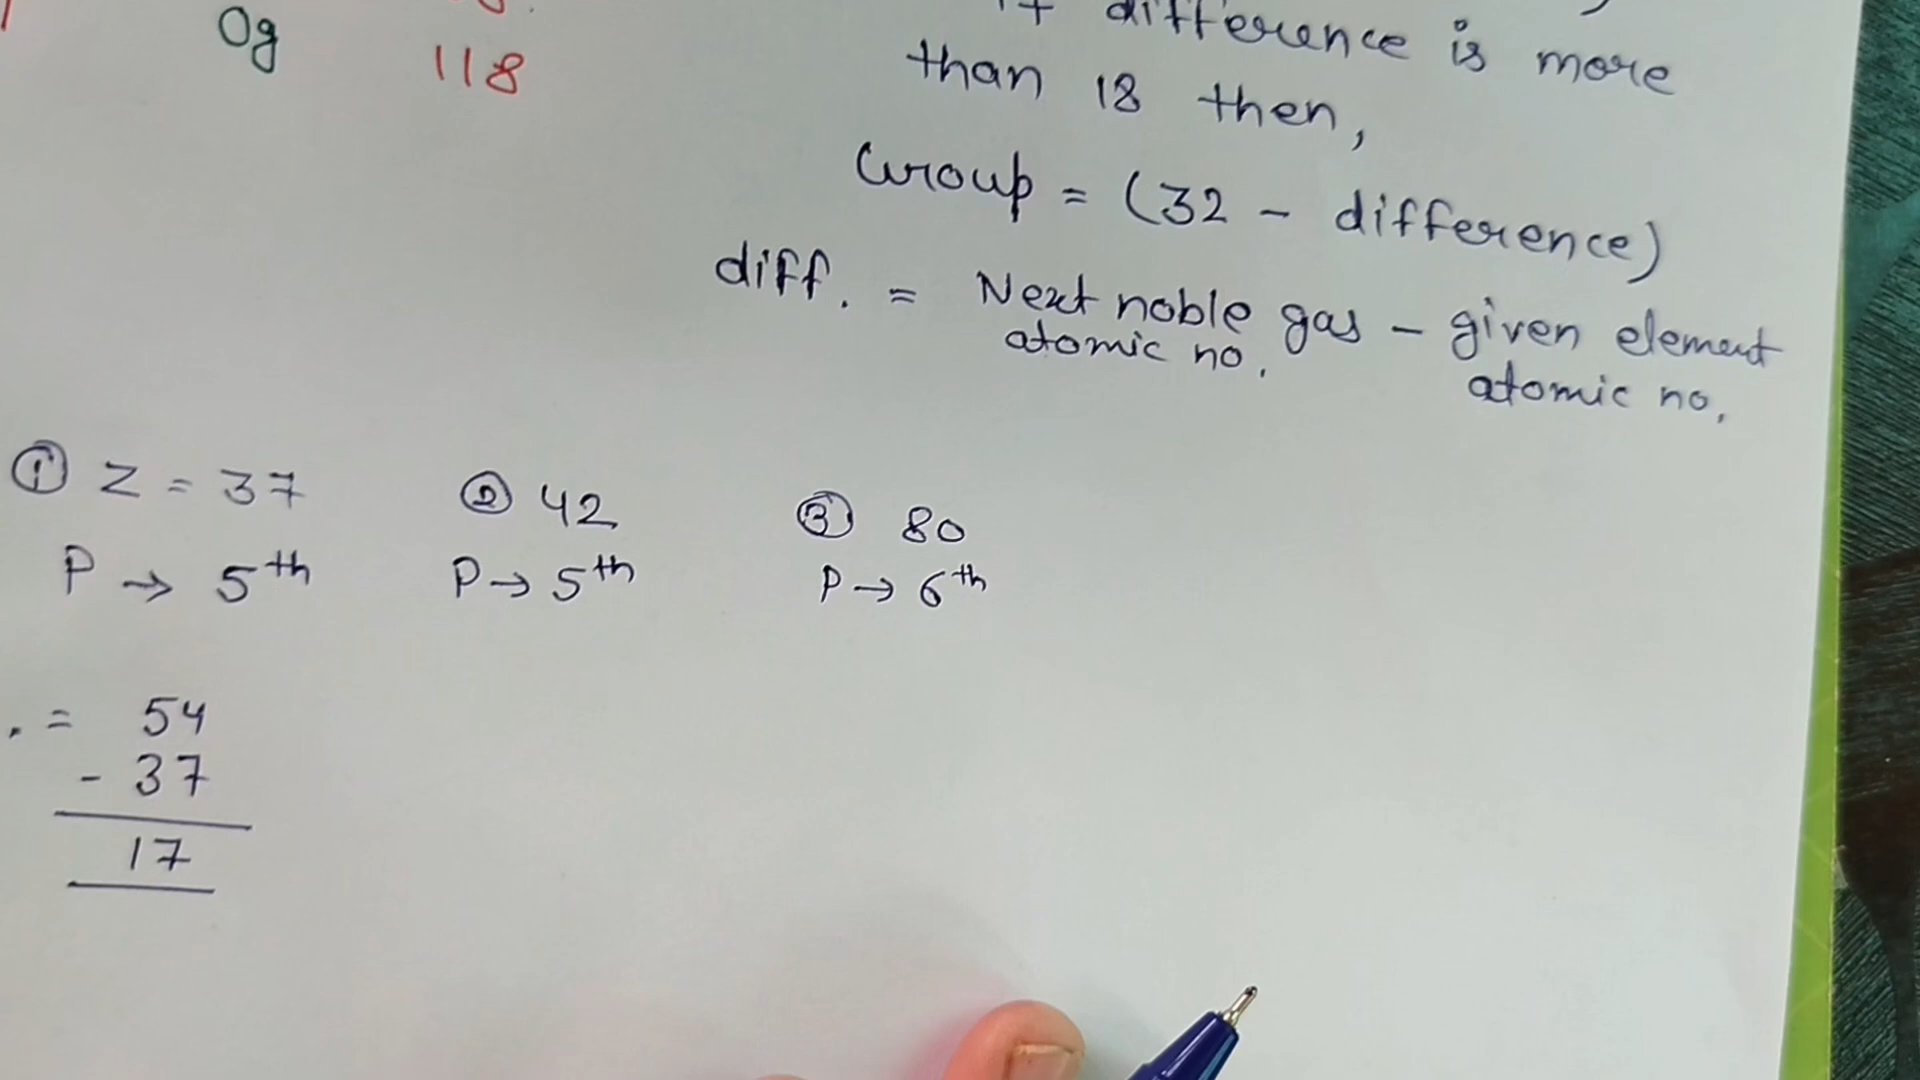 Og 118
If difference is more
than 18 then,
Group = (32 - difference)
diff. = Next noble gas - given element
atomic no. atomic no.
① Z = 37 ② 42 ③ 80
P → 5th P → 5th P → 6th
. = 54
- 37
17